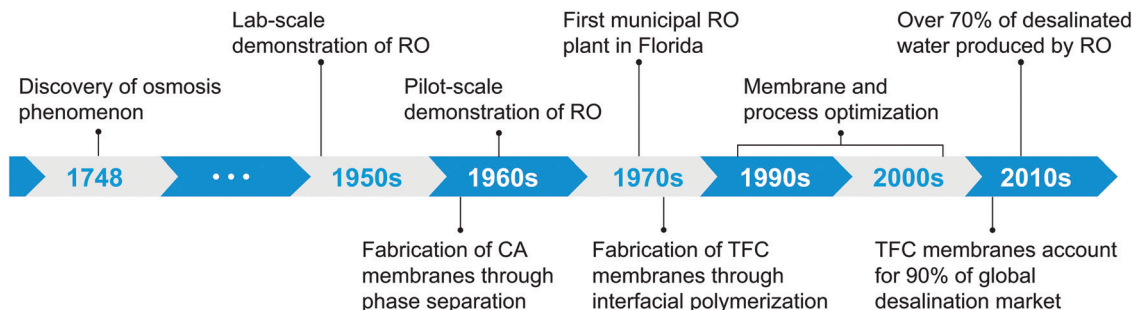 Lab-scale
demonstration of RO
First municipal RO
plant in Florida
Over 70% of desalinated
water produced by RO
Discovery of osmosis
phenomenon
Pilot-scale
demonstration of RO
Membrane and
process optimization
1748
...
1950s
1960s
1970s
1990s
2000s
2010s
Fabrication of CA
membranes through
phase separation
Fabrication of TFC
membranes through
interfacial polymerization
TFC membranes account
for 90% of global
desalination market